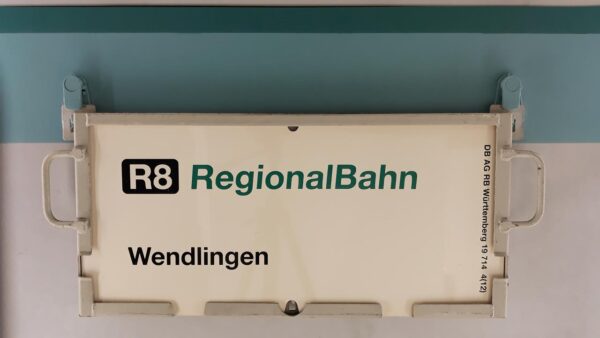 R8 RegionalBahn
Wendlingen
DB AG RB Württemberg 19 714 4(12)